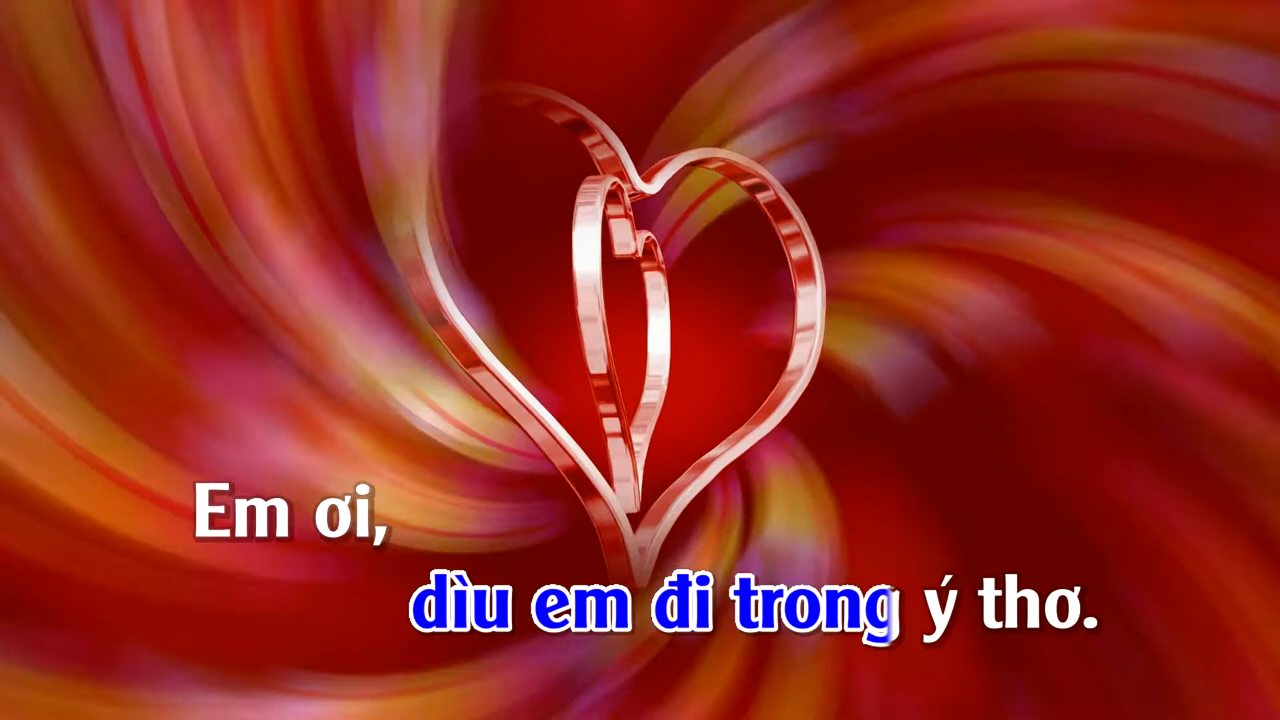 Em ơi,
dìu em đi trong ý thơ.